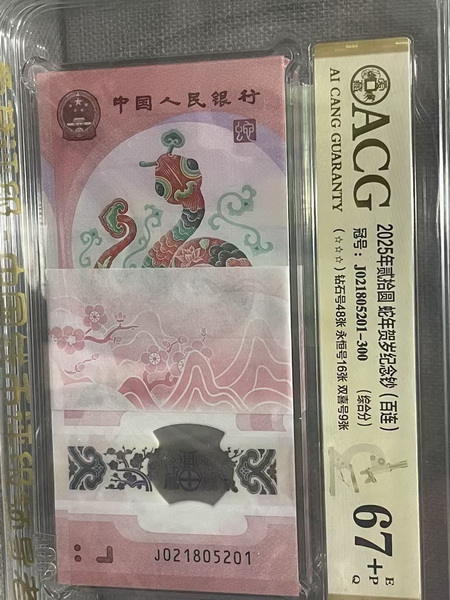 中国人民银行
蛇
J021805201
ACG
AI CANG GUARANTY
2025年贰拾圆 蛇年贺岁纪念钞（百连）
冠号：J021805201-300 （综合分）
（☆☆☆）钻石号48张 永恒号16张 双喜号9张
67+
E
P
Q